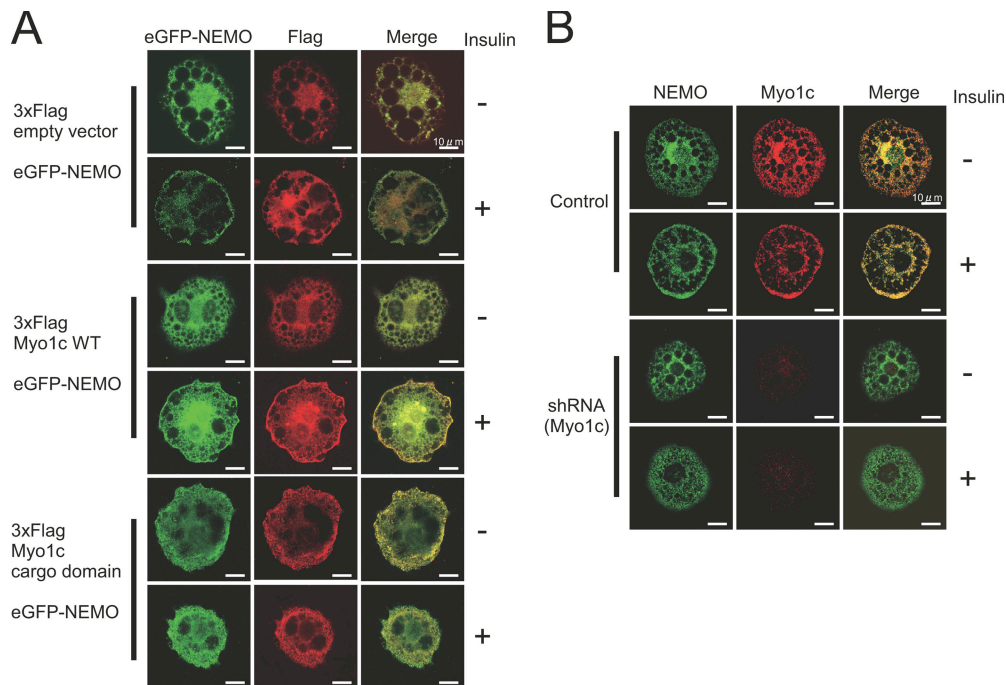 A
eGFP-NEMO Flag Merge Insulin
3xFlag
empty vector
eGFP-NEMO
10 μm
-
+
3xFlag
Myo1c WT
eGFP-NEMO
-
+
3xFlag
Myo1c
cargo domain
eGFP-NEMO
-
+
B
NEMO Myo1c Merge Insulin
Control
10 μm
-
+
shRNA
(Myo1c)
-
+